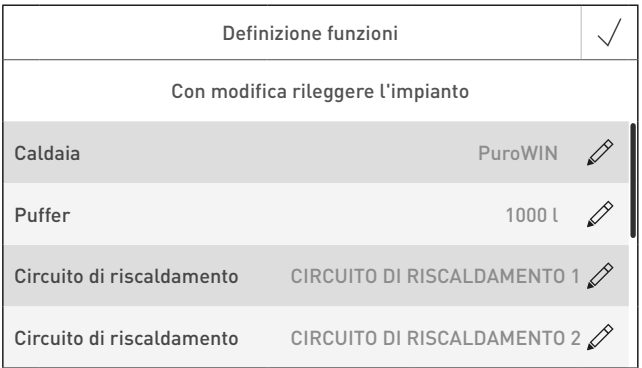 Definizione funzioni
Con modifica rileggere l'impianto
Caldaia PuroWIN
Puffer 1000 l
Circuito di riscaldamento CIRCUITO DI RISCALDAMENTO 1
Circuito di riscaldamento CIRCUITO DI RISCALDAMENTO 2